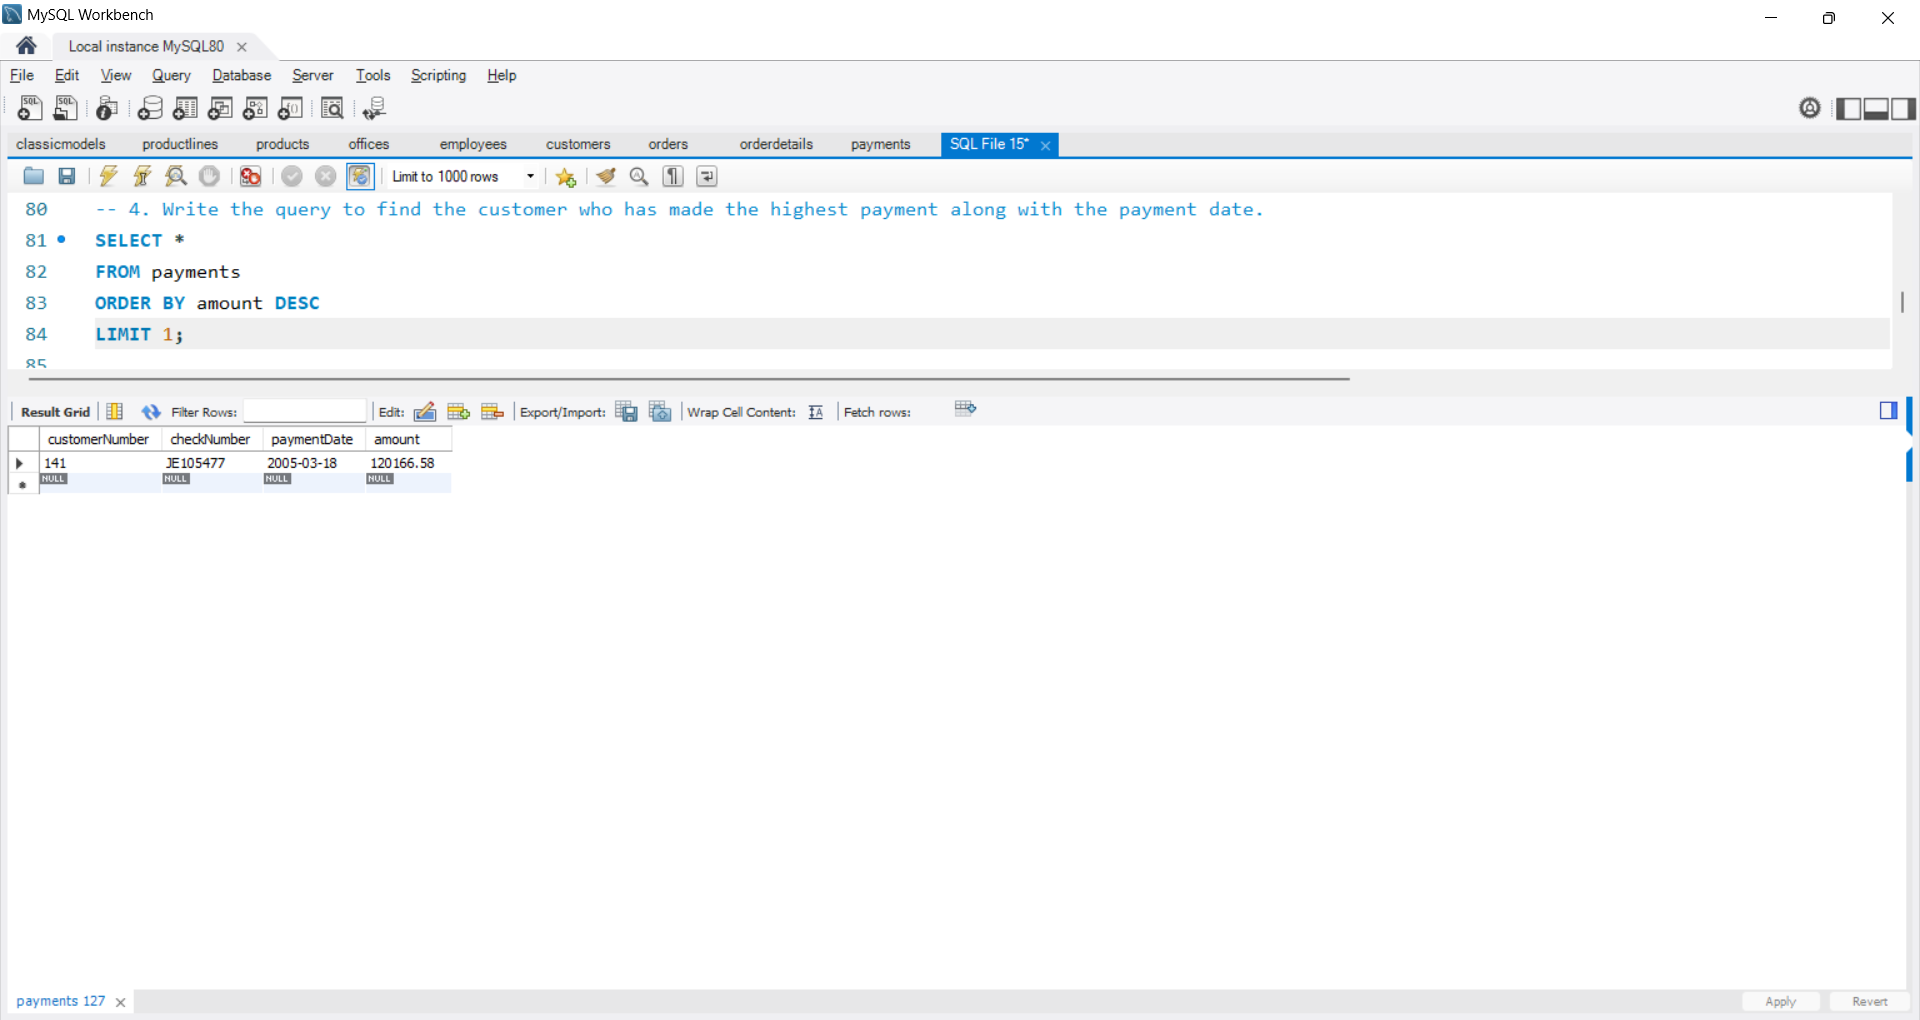 MySQL Workbench
Local instance MySQL80
File Edit View Query Database Server Tools Scripting Help
classicmodels productlines products offices employees customers orders orderdetails payments SQL File 15*
Limit to 1000 rows
80 -- 4. Write the query to find the customer who has made the highest payment along with the payment date.
81 SELECT *
82 FROM payments
83 ORDER BY amount DESC
84 LIMIT 1;
85
Result Grid Filter Rows: Edit: Export/Import: Wrap Cell Content: Fetch rows:
customerNumber checkNumber paymentDate amount
141 JE105477 2005-03-18 120166.58
NULL NULL NULL NULL
payments 127 Apply Revert